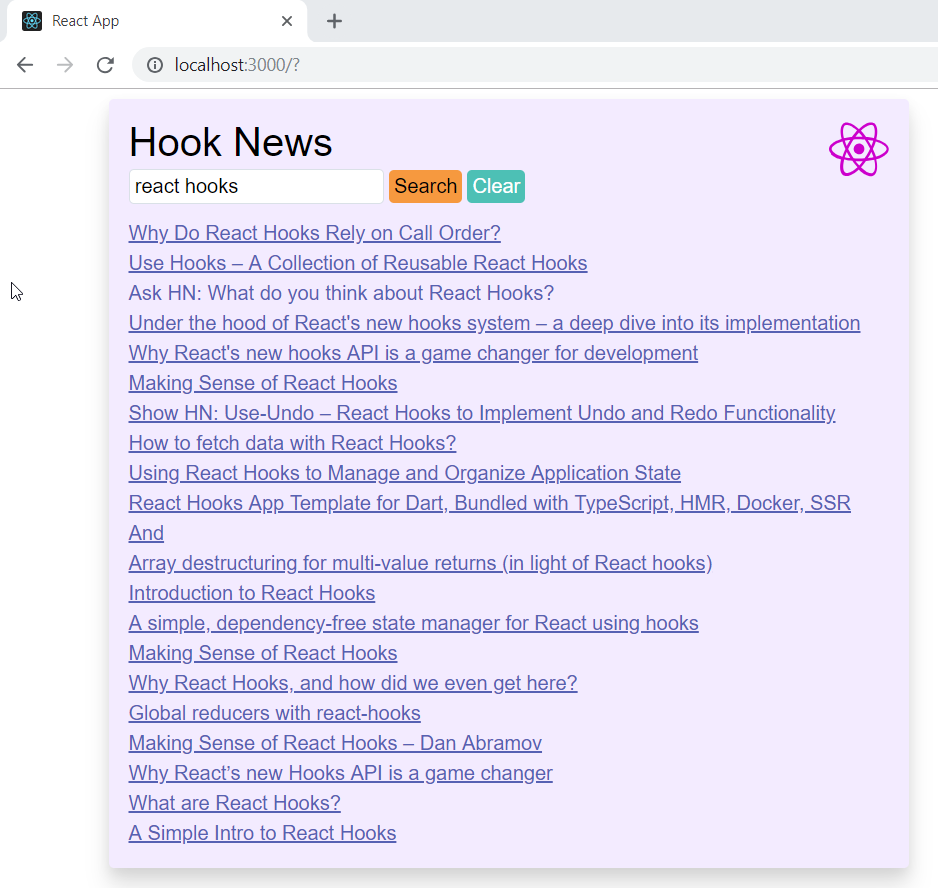 React App
localhost:3000/?
Hook News
react hooks Search Clear
Why Do React Hooks Rely on Call Order?
Use Hooks – A Collection of Reusable React Hooks
Ask HN: What do you think about React Hooks?
Under the hood of React's new hooks system – a deep dive into its implementation
Why React's new hooks API is a game changer for development
Making Sense of React Hooks
Show HN: Use-Undo – React Hooks to Implement Undo and Redo Functionality
How to fetch data with React Hooks?
Using React Hooks to Manage and Organize Application State
React Hooks App Template for Dart, Bundled with TypeScript, HMR, Docker, SSR
And
Array destructuring for multi-value returns (in light of React hooks)
Introduction to React Hooks
A simple, dependency-free state manager for React using hooks
Making Sense of React Hooks
Why React Hooks, and how did we even get here?
Global reducers with react-hooks
Making Sense of React Hooks – Dan Abramov
Why React’s new Hooks API is a game changer
What are React Hooks?
A Simple Intro to React Hooks